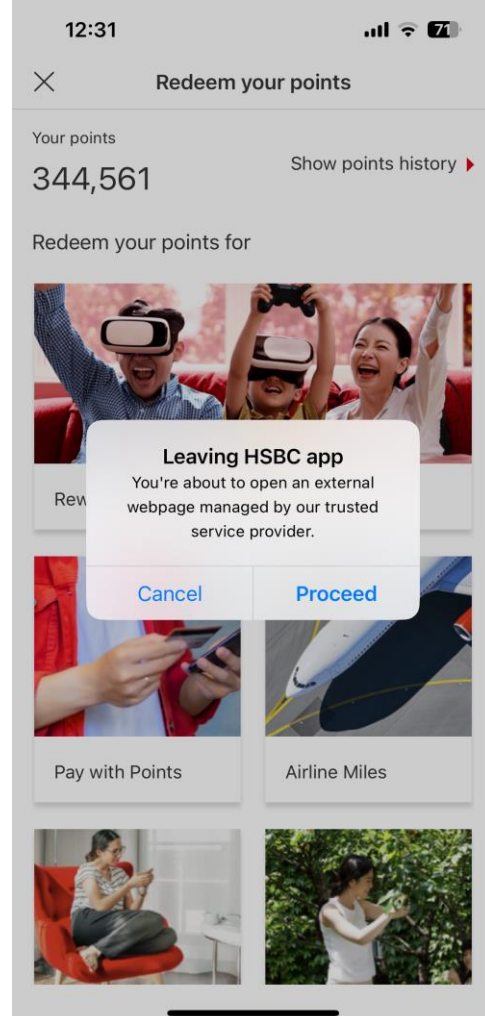 12:31
71
Redeem your points
Your points
344,561
Show points history
Redeem your points for
Leaving HSBC app
You're about to open an external
webpage managed by our trusted
service provider.
Cancel
Proceed
Pay with Points
Airline Miles